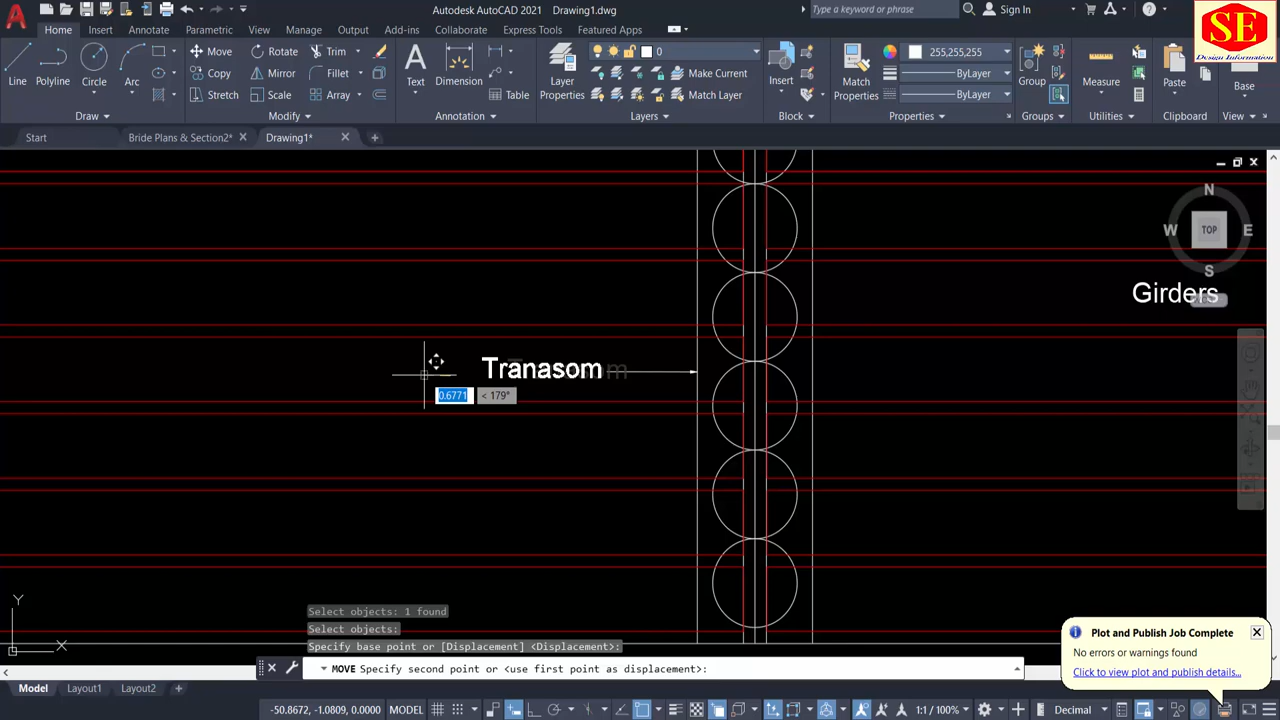 Autodesk AutoCAD 2021 Drawing1.dwg
Type a keyword or phrase
Sign In
SE
Design Information
Home Insert Annotate Parametric View Manage Output Add-ins Collaborate Express Tools Featured Apps
Line Polyline Circle Arc
Move Rotate Trim
Copy Mirror Fillet
Stretch Scale Array
Text Dimension Table
Layer Properties
0
Make Current
Match Layer
Insert
Match Properties
255,255,255
ByLayer
ByLayer
Group
Measure
Paste
Base
Draw Modify Annotation Layers Block Properties Groups Utilities Clipboard View
Start Bride Plans & Section2* Drawing1*
N
W TOP E
S
Girders
Tranasom
0.6771 < 179°
Y
X
Select objects: 1 found
Select objects:
Specify base point or [Displacement] <Displacement>:
MOVE Specify second point or <use first point as displacement>:
Plot and Publish Job Complete
No errors or warnings found
Click to view plot and publish details...
Model Layout1 Layout2
-50.8672, -1.0809, 0.0000 MODEL 1:1 / 100% Decimal